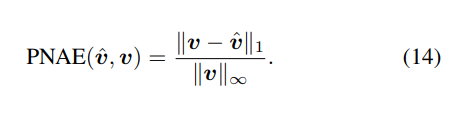 PNAE(v̂, v) = ‖v − v̂‖₁ / ‖v‖∞. (14)